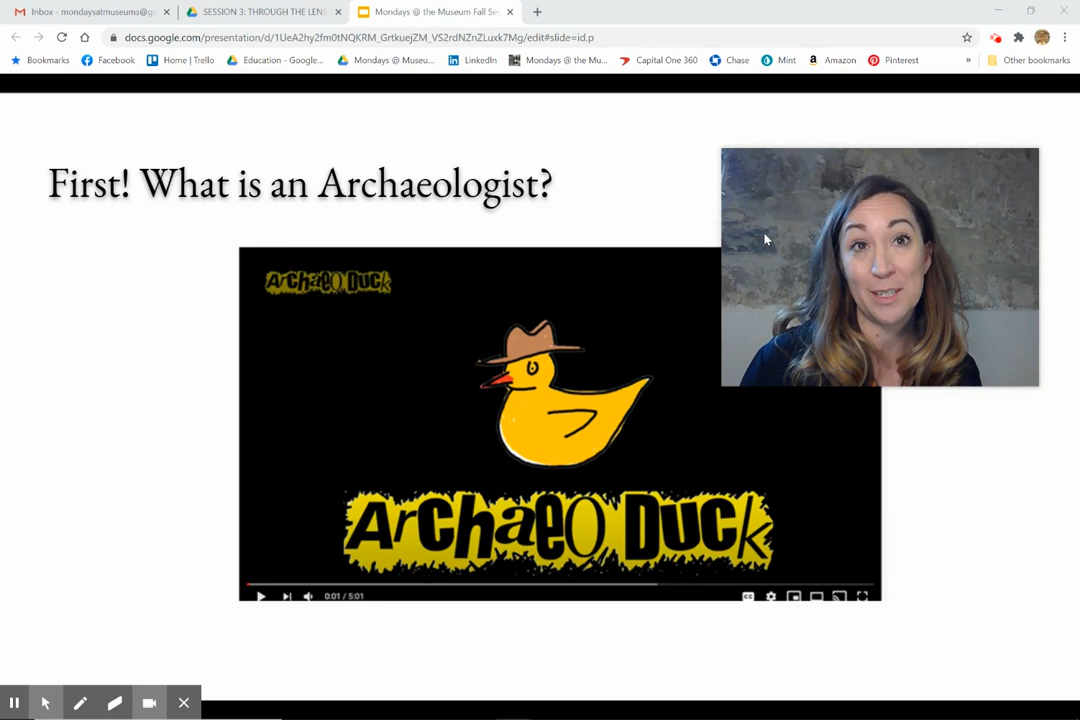 Inbox - mondaysatmuseums@gm
SESSION 3: THROUGH THE LENS
Mondays @ the Museum Fall Se
docs.google.com/presentation/d/1UeA2hy2fm0tNQKRM_GrtkuejZM_VS2rdNZnZLuxk7Mg/edit#slide=id.p
Bookmarks Facebook Home | Trello Education - Google... Mondays @ Museu... LinkedIn Mondays @ the Mu... Capital One 360 Chase Mint Amazon Pinterest » Other bookmarks
First! What is an Archaeologist?
Archaeo Duck
Archaeo Duck
0:01 / 5:01
CC